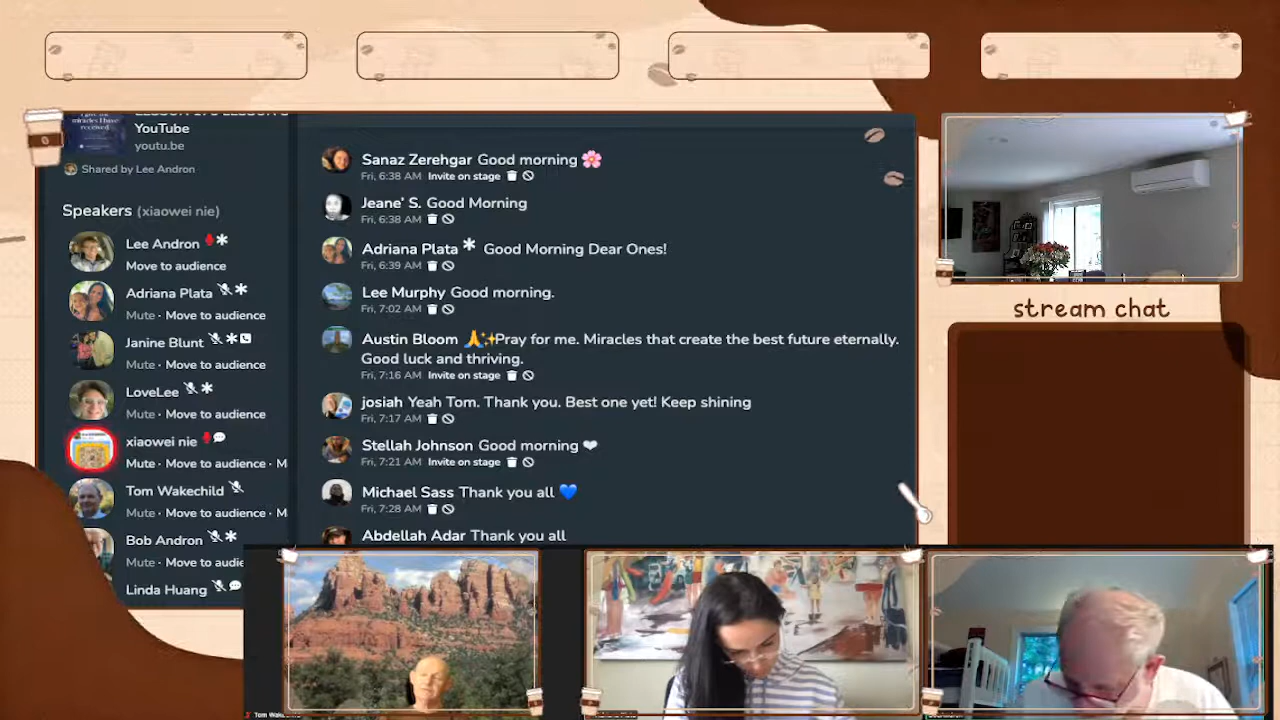 YouTube
youtu.be
Shared by Lee Andron
Speakers (xiaowei nie)
Lee Andron
Move to audience
Adriana Plata
Mute · Move to audience
Janine Blunt
Mute · Move to audience
LoveLee
Mute · Move to audience
xiaowei nie
Mute · Move to audience · M
Tom Wakechild
Mute · Move to audience · M
Bob Andron
Mute · Move to audie
Linda Huang
Sanaz Zerehgar Good morning 🌸
Fri, 6:38 AM Invite on stage
Jeane' S. Good Morning
Fri, 6:38 AM
Adriana Plata * Good Morning Dear Ones!
Fri, 6:39 AM
Lee Murphy Good morning.
Fri, 7:02 AM
Austin Bloom 🙏✨Pray for me. Miracles that create the best future eternally.
Good luck and thriving.
Fri, 7:16 AM Invite on stage
josiah Yeah Tom. Thank you. Best one yet! Keep shining
Fri, 7:17 AM
Stellah Johnson Good morning ❤
Fri, 7:21 AM Invite on stage
Michael Sass Thank you all 💙
Fri, 7:28 AM
Abdellah Adar Thank you all
stream chat